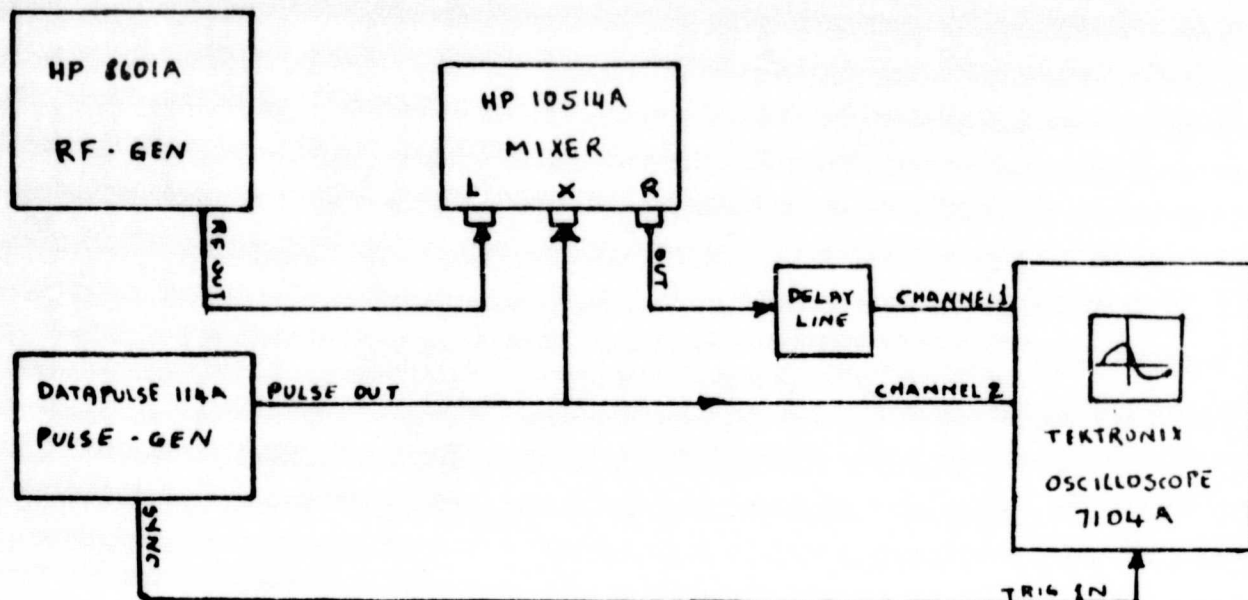 HP 8601A
RF - GEN
RF OUT
HP 10514A
MIXER
L X R
OUT
DELAY
LINE
CHANNEL 1
DATAPULSE 114A
PULSE - GEN
PULSE OUT
CHANNEL 2
SYNC
TEKTRONIX
OSCILLOSCOPE
7104 A
TRIG IN